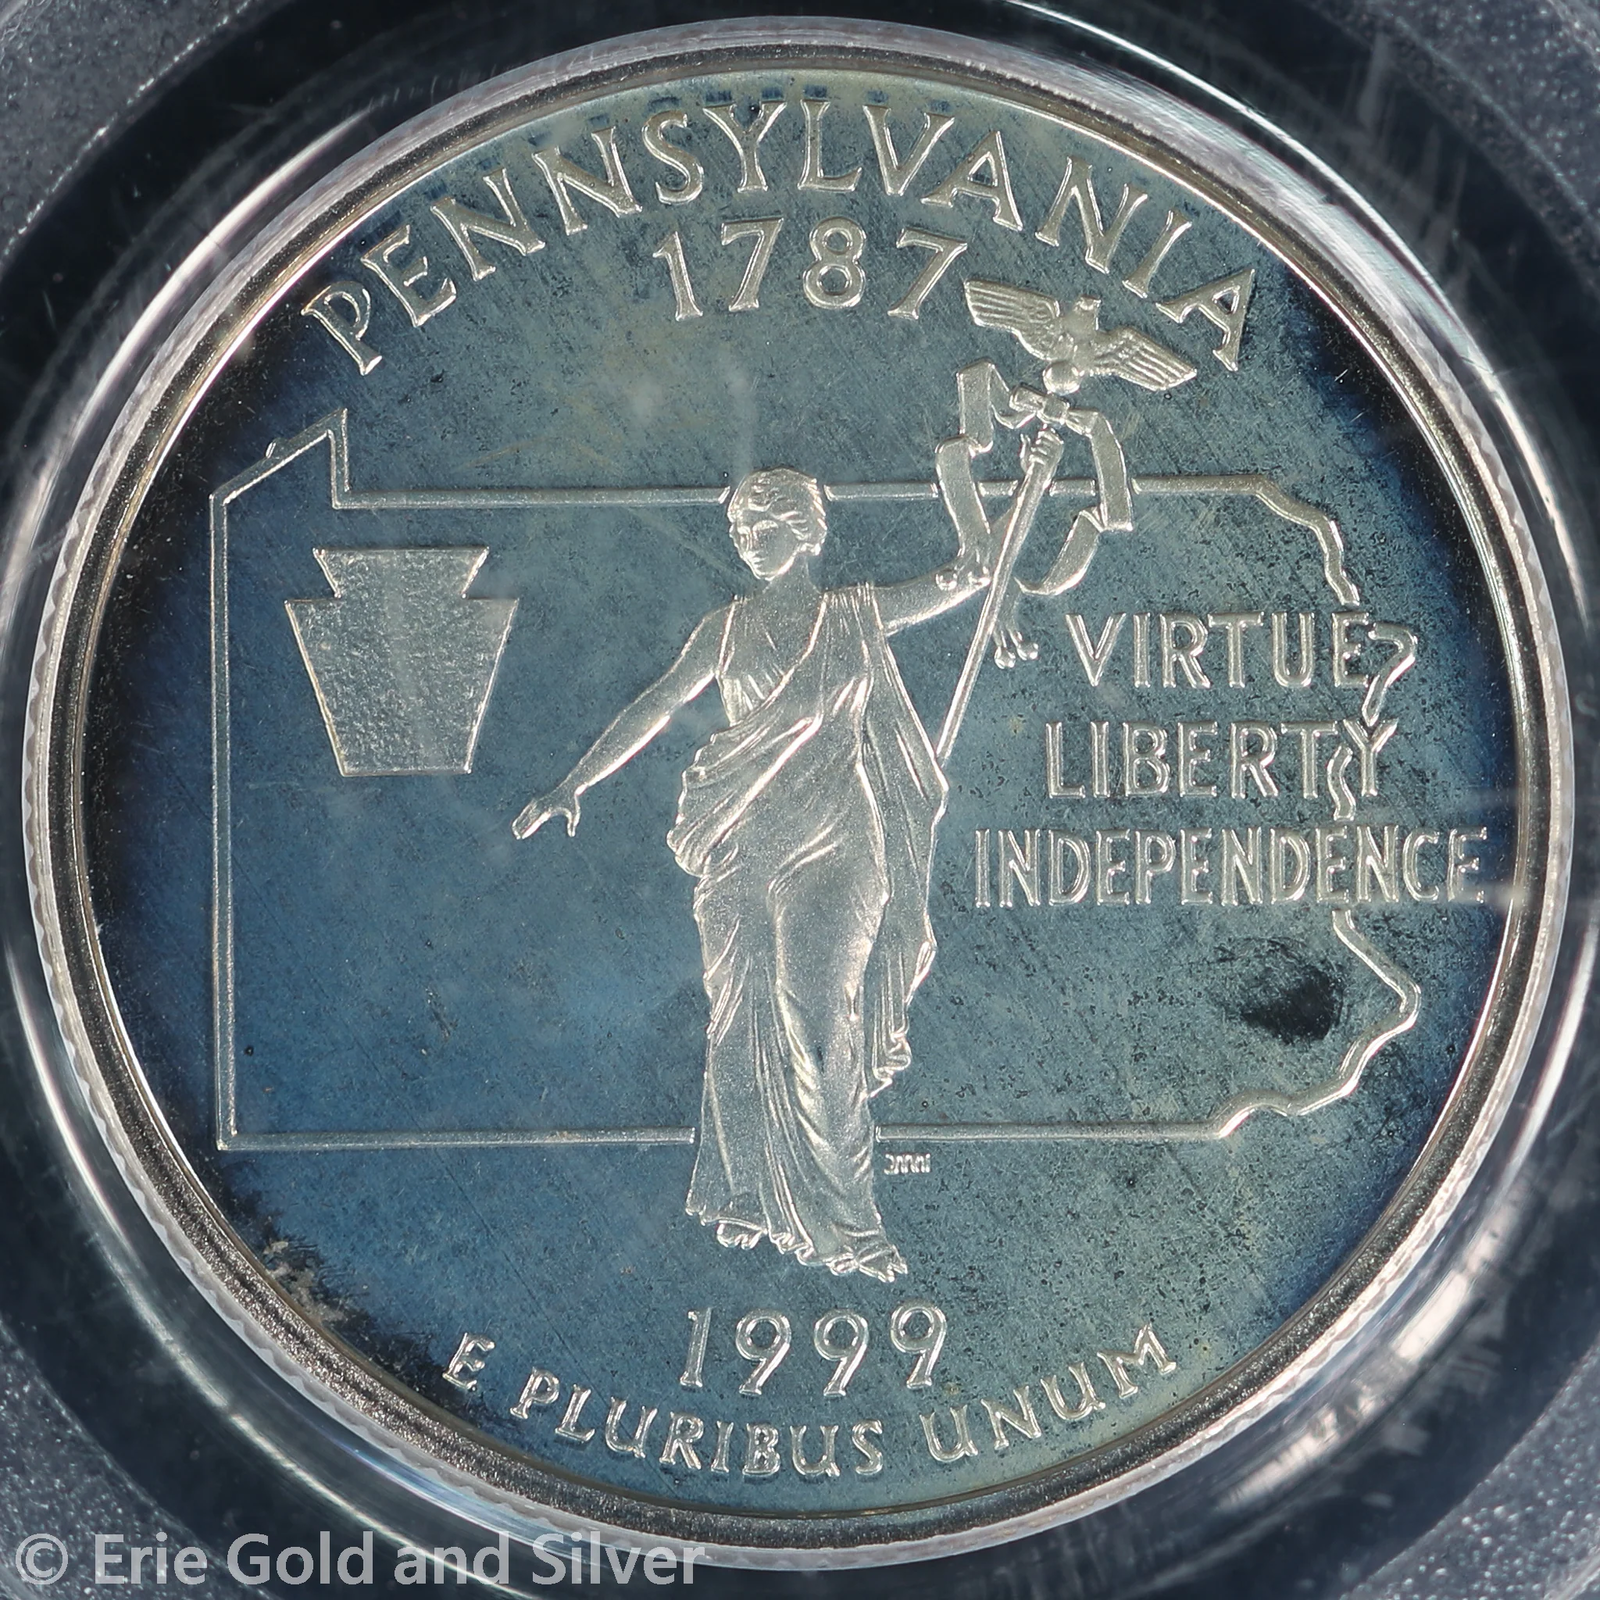 PENNSYLVANIA
1787
VIRTUE
LIBERTY
INDEPENDENCE
1999
E PLURIBUS UNUM
© Erie Gold and Silver